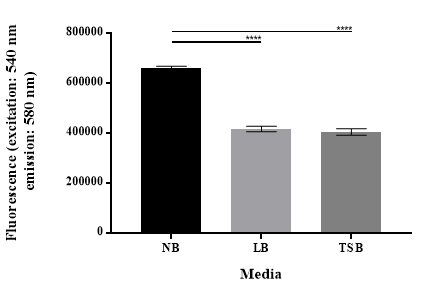 Fluorescence (excitation: 540 nm
emission: 580 nm)
800000
600000
400000
200000
0
****
****
NB
LB
TSB
Media